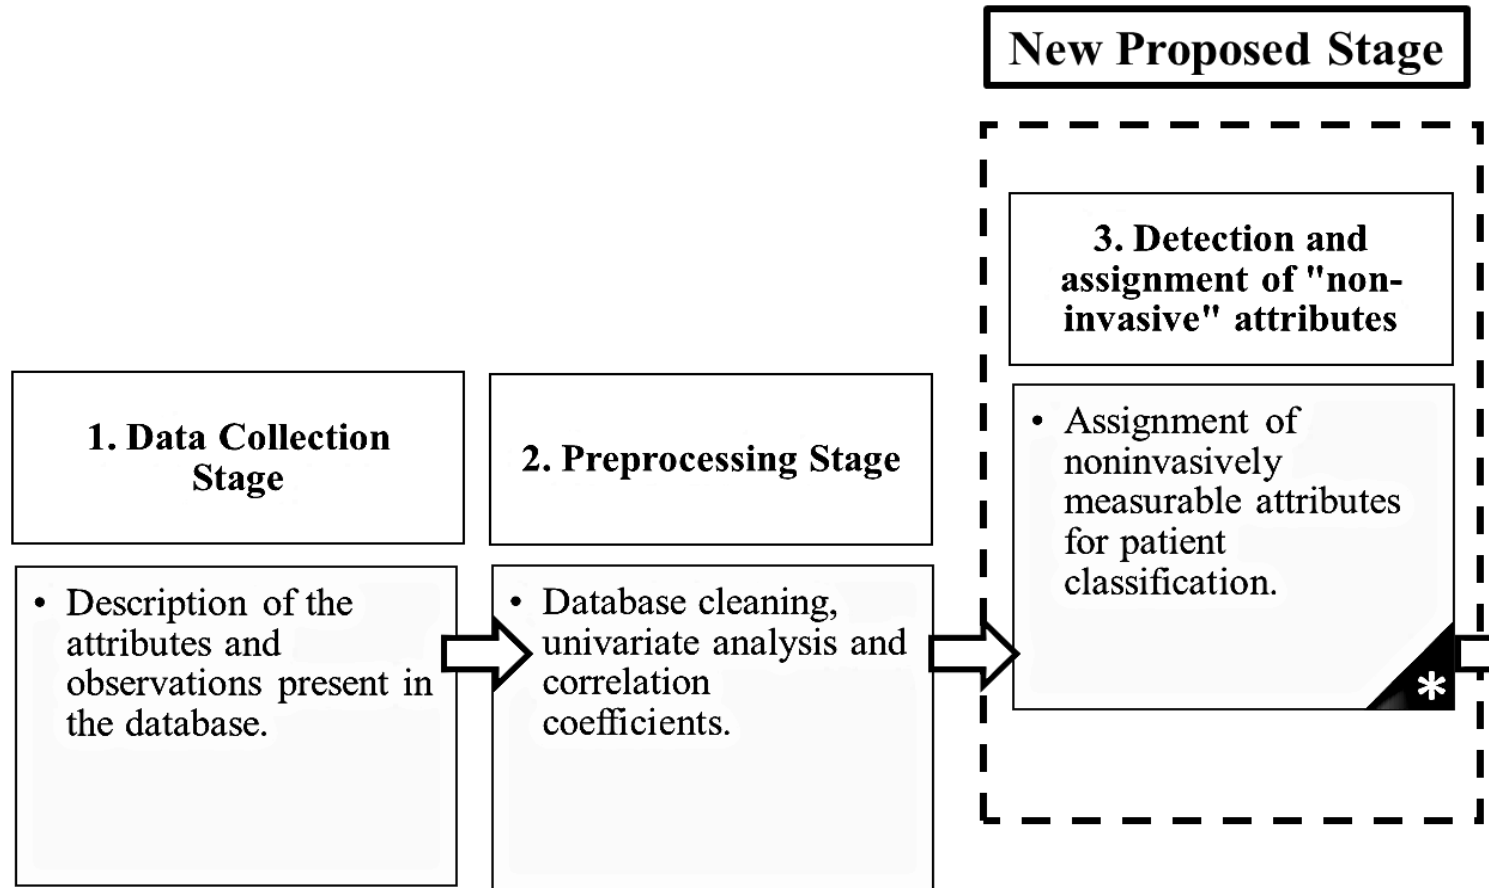 New Proposed Stage
1. Data Collection
Stage
• Description of the
attributes and
observations present in
the database.
2. Preprocessing Stage
• Database cleaning,
univariate analysis and
correlation
coefficients.
3. Detection and
assignment of "non-
invasive" attributes
• Assignment of
noninvasively
measurable attributes
for patient
classification.
*